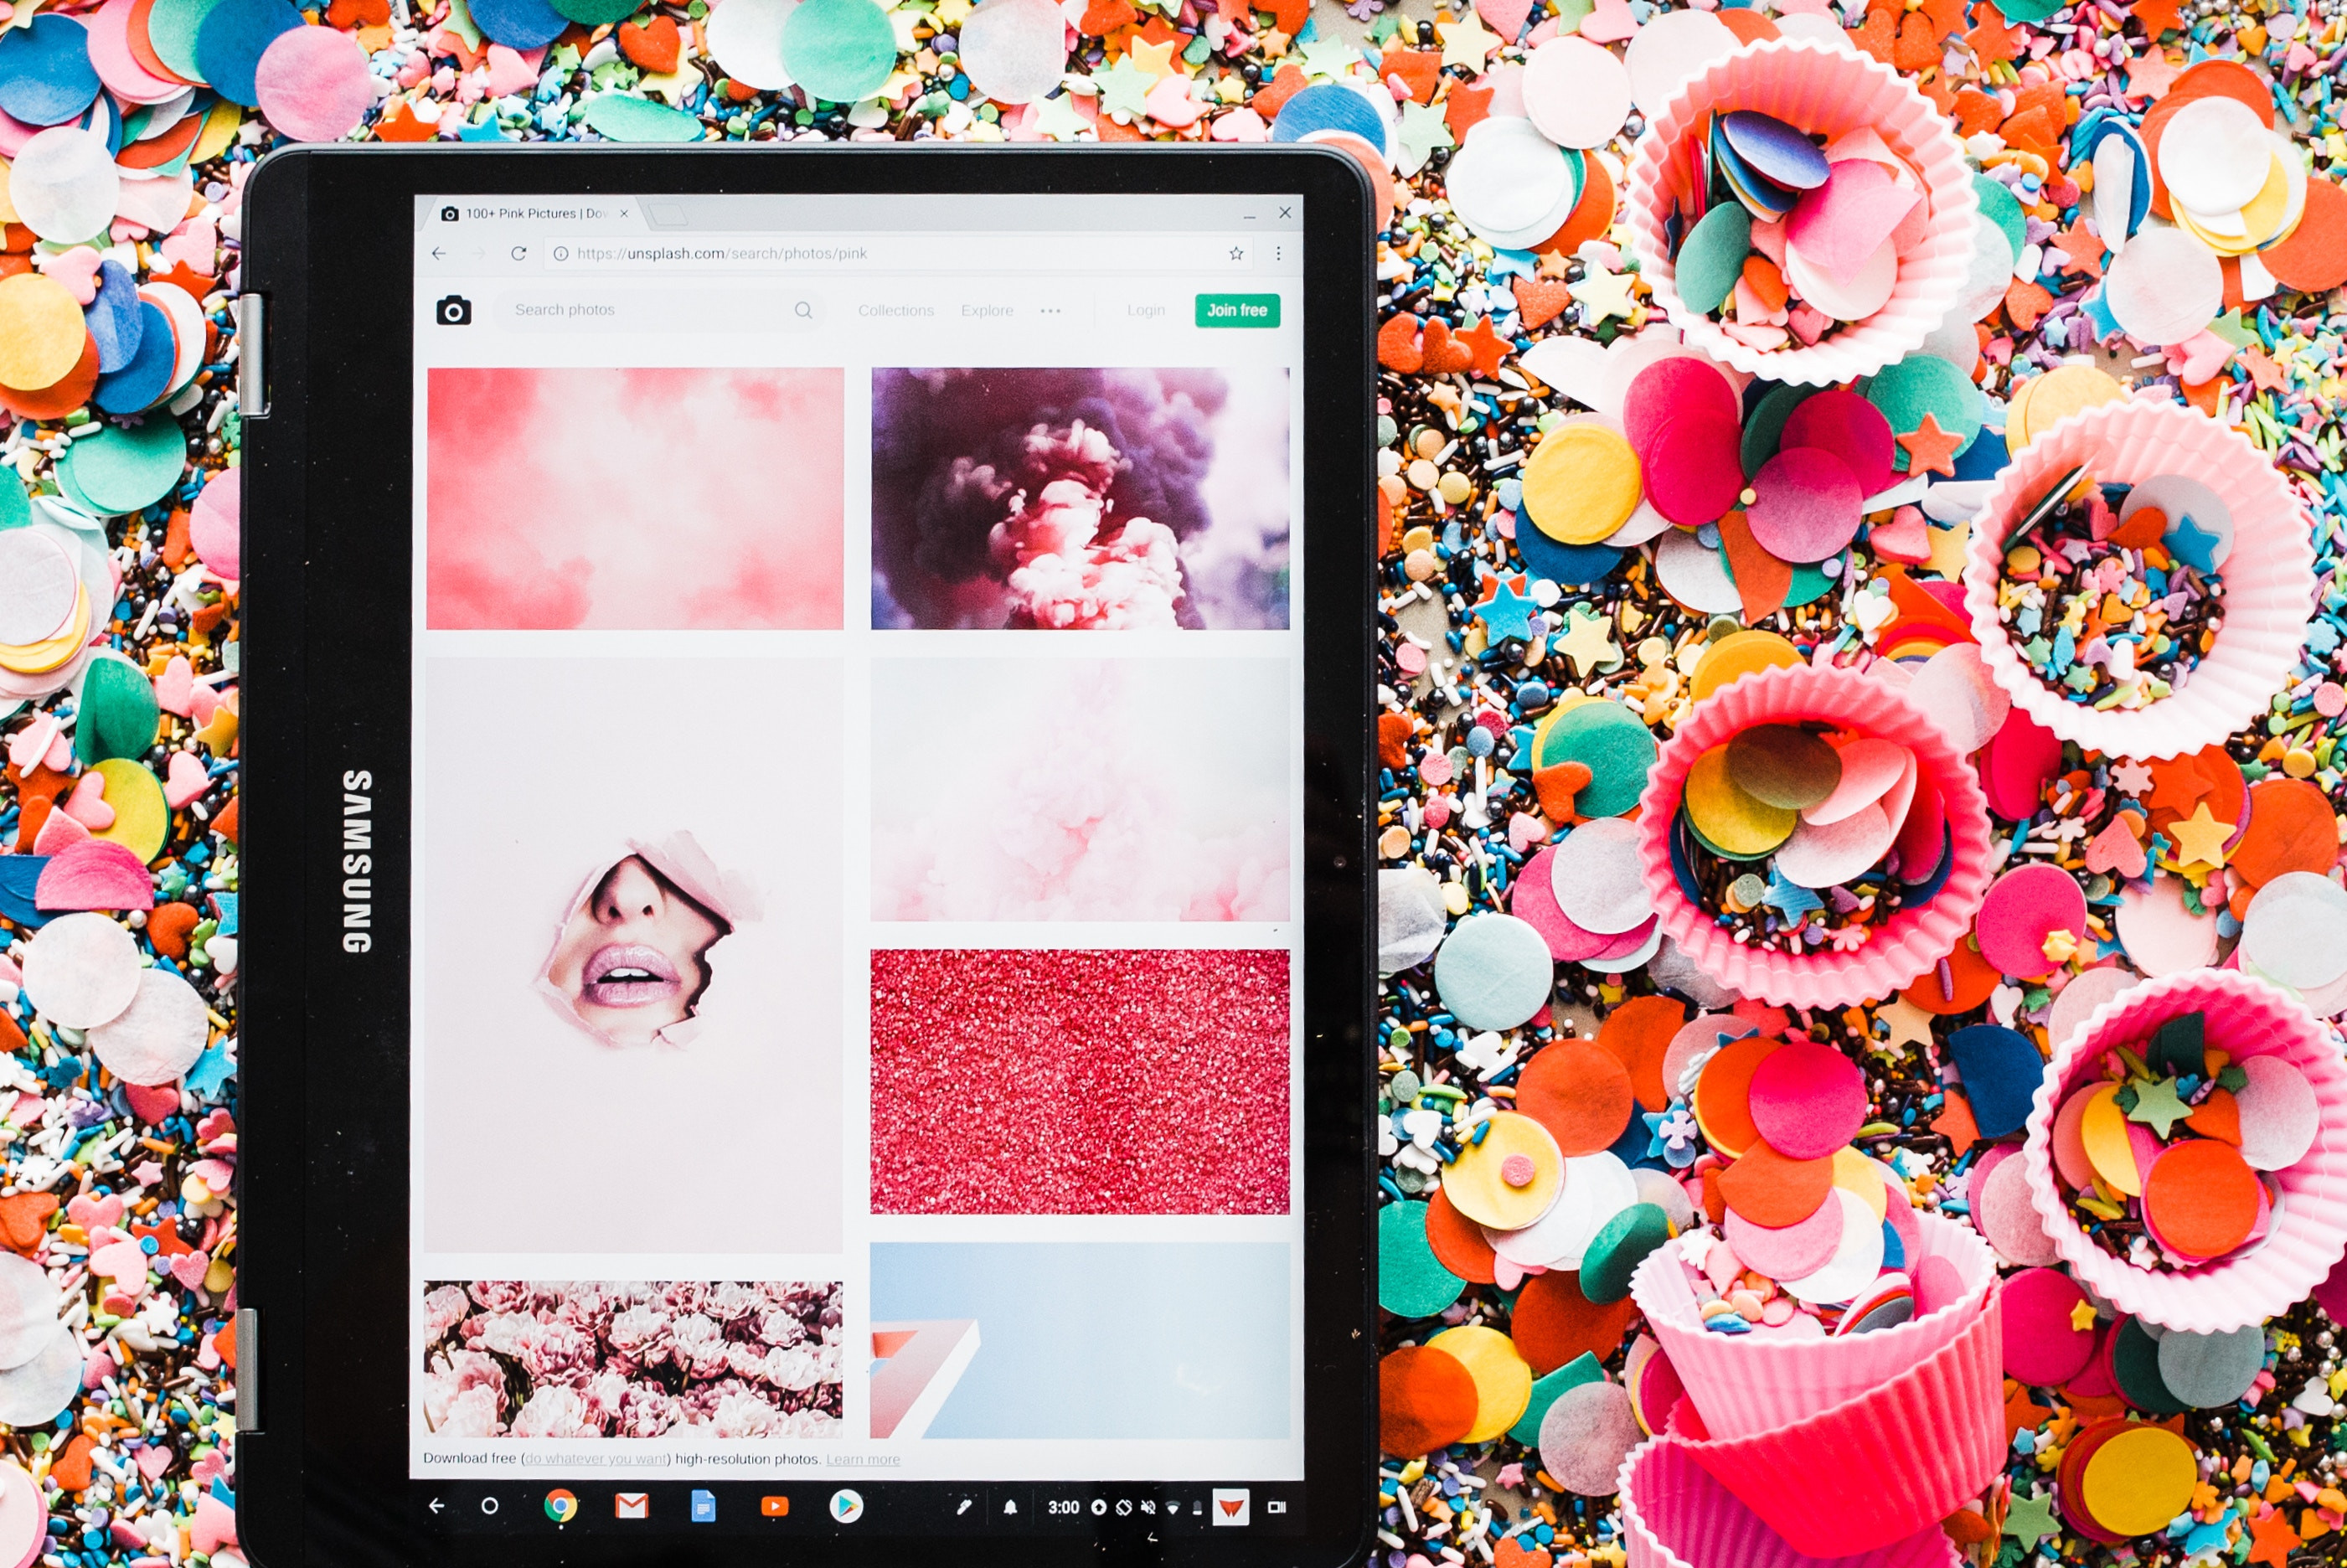 100+ Pink Pictures | Dow
https://unsplash.com/search/photos/pink
Search photos
Collections
Explore
Login
Join free
SAMSUNG
Download free (do whatever you want) high-resolution photos. Learn more
3:00